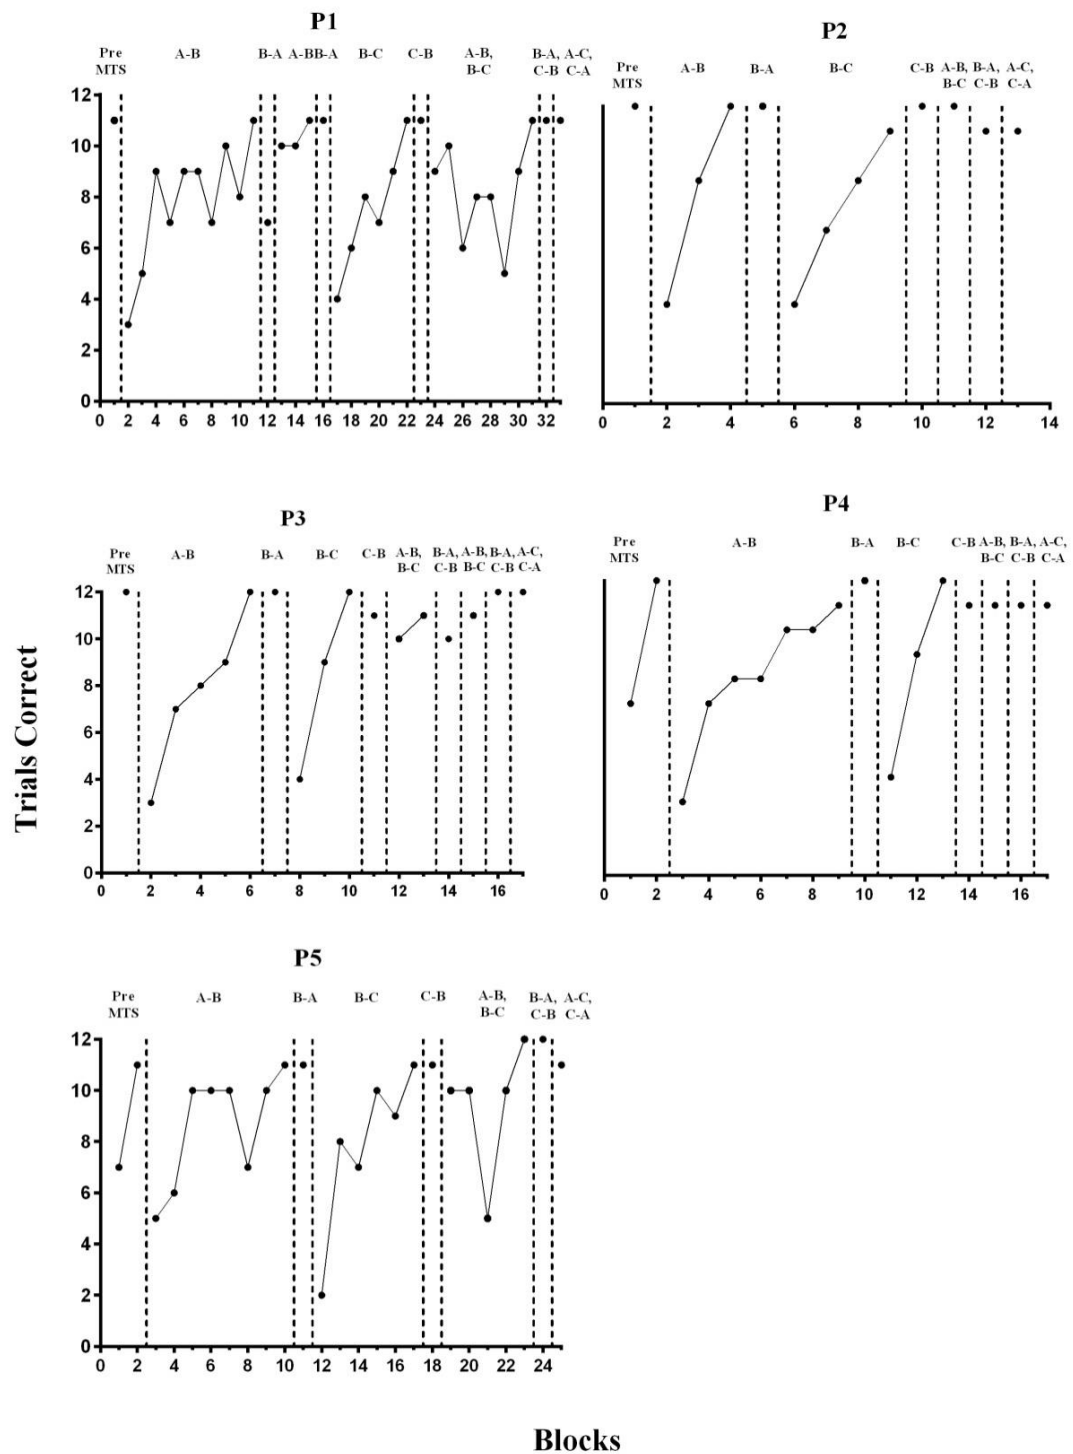 P1
Pre A-B B-A A-B B-A B-C C-B A-B, B-A, A-C,
MTS B-C C-B C-A
12
10
8
6
4
2
0
0 2 4 6 8 10 12 14 16 18 20 22 24 26 28 30 32
P2
Pre A-B B-A B-C C-B A-B, B-A, A-C,
MTS B-C C-B C-A
0 2 4 6 8 10 12 14
P3
Pre A-B B-A B-C C-B A-B, B-A, A-B, B-A, A-C,
MTS B-C C-B B-C C-B C-A
12
10
8
6
4
2
0
0 2 4 6 8 10 12 14 16
P4
Pre A-B B-A B-C C-B A-B, B-A, A-C,
MTS B-C C-B C-A
0 2 4 6 8 10 12 14 16
P5
Pre A-B B-A B-C C-B A-B, B-A, A-C,
MTS B-C C-B C-A
12
10
8
6
4
2
0
0 2 4 6 8 10 12 14 16 18 20 22 24
Trials Correct
Blocks